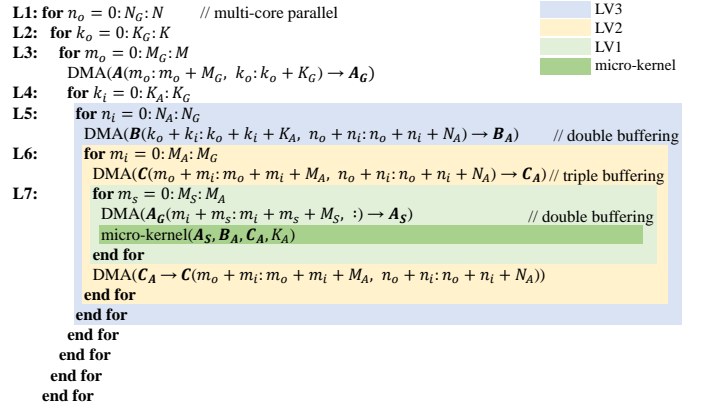 L1: for n_o = 0: N_G: N // multi-core parallel
L2: for k_o = 0: K_G: K
L3: for m_o = 0: M_G: M
DMA(A(m_o: m_o + M_G, k_o: k_o + K_G) → A_G)
L4: for k_i = 0: K_A: K_G
L5: for n_i = 0: N_A: N_G
DMA(B(k_o + k_i: k_o + k_i + K_A, n_o + n_i: n_o + n_i + N_A) → B_A) // double buffering
L6: for m_i = 0: M_A: M_G
DMA(C(m_o + m_i: m_o + m_i + M_A, n_o + n_i: n_o + n_i + N_A) → C_A) // triple buffering
L7: for m_s = 0: M_S: M_A
DMA(A_G(m_i + m_s: m_i + m_s + M_S, :) → A_S) // double buffering
micro-kernel(A_S, B_A, C_A, K_A)
end for
DMA(C_A → C(m_o + m_i: m_o + m_i + M_A, n_o + n_i: n_o + n_i + N_A))
end for
end for
end for
end for
end for
end for
LV3
LV2
LV1
micro-kernel